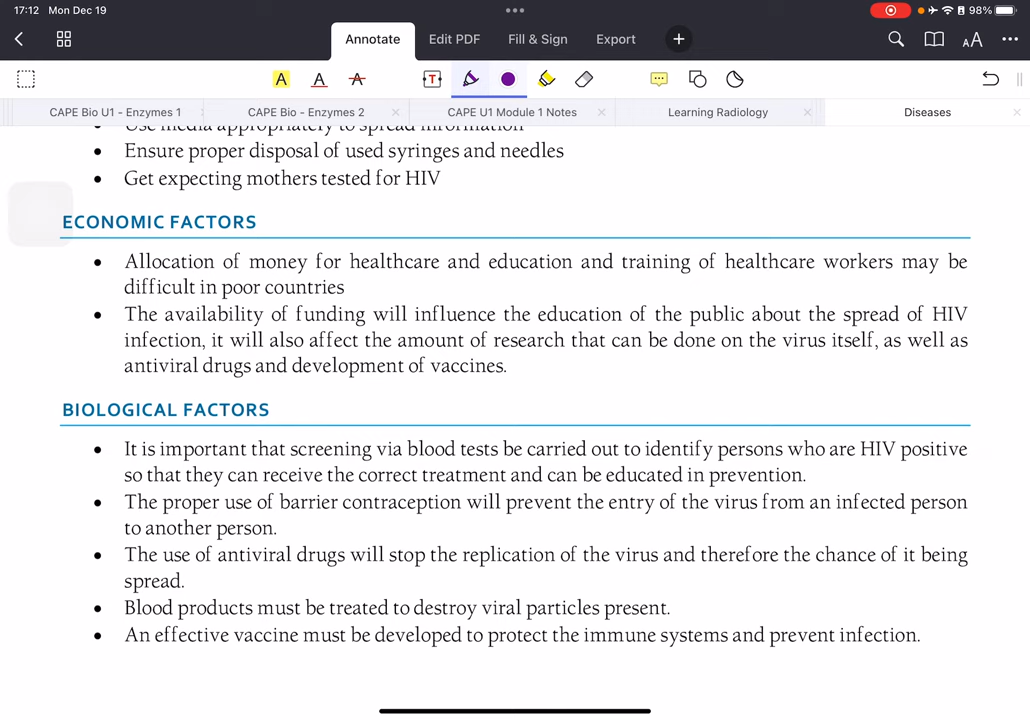 17:12 Mon Dec 19
98%
Annotate Edit PDF Fill & Sign Export
AA
A A A T
CAPE Bio U1 - Enzymes 1 CAPE Bio - Enzymes 2 CAPE U1 Module 1 Notes Learning Radiology Diseases
• Use media appropriately to spread information
• Ensure proper disposal of used syringes and needles
• Get expecting mothers tested for HIV
ECONOMIC FACTORS
• Allocation of money for healthcare and education and training of healthcare workers may be
difficult in poor countries
• The availability of funding will influence the education of the public about the spread of HIV
infection, it will also affect the amount of research that can be done on the virus itself, as well as
antiviral drugs and development of vaccines.
BIOLOGICAL FACTORS
• It is important that screening via blood tests be carried out to identify persons who are HIV positive
so that they can receive the correct treatment and can be educated in prevention.
• The proper use of barrier contraception will prevent the entry of the virus from an infected person
to another person.
• The use of antiviral drugs will stop the replication of the virus and therefore the chance of it being
spread.
• Blood products must be treated to destroy viral particles present.
• An effective vaccine must be developed to protect the immune systems and prevent infection.